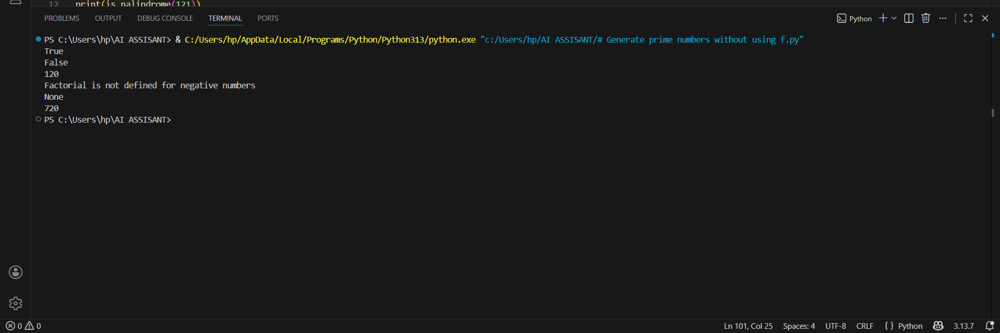 12 print(is_palindrome(121))
PROBLEMS OUTPUT DEBUG CONSOLE TERMINAL PORTS Python
PS C:\Users\hp\AI ASSISANT> & C:/Users/hp/AppData/Local/Programs/Python/Python313/python.exe "c:/Users/hp/AI ASSISANT/# Generate prime numbers without using f.py"
True
False
120
Factorial is not defined for negative numbers
None
720
PS C:\Users\hp\AI ASSISANT>
0 0 Ln 101, Col 25 Spaces: 4 UTF-8 CRLF { } Python 3.13.7